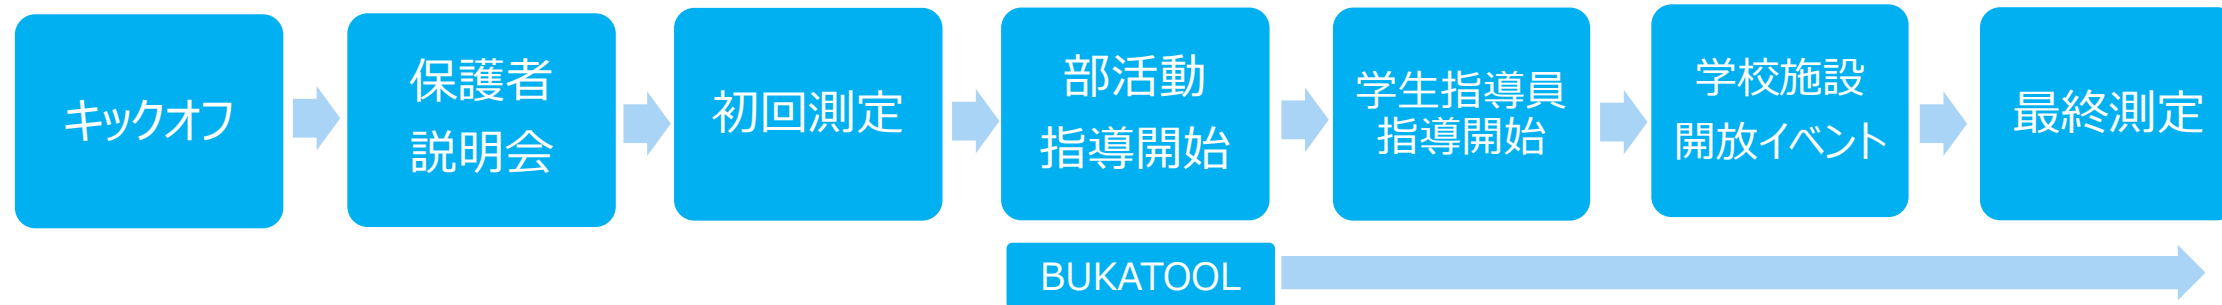 キックオフ
保護者
説明会
初回測定
部活動
指導開始
学生指導員
指導開始
学校施設
開放イベント
最終測定
BUKATOOL